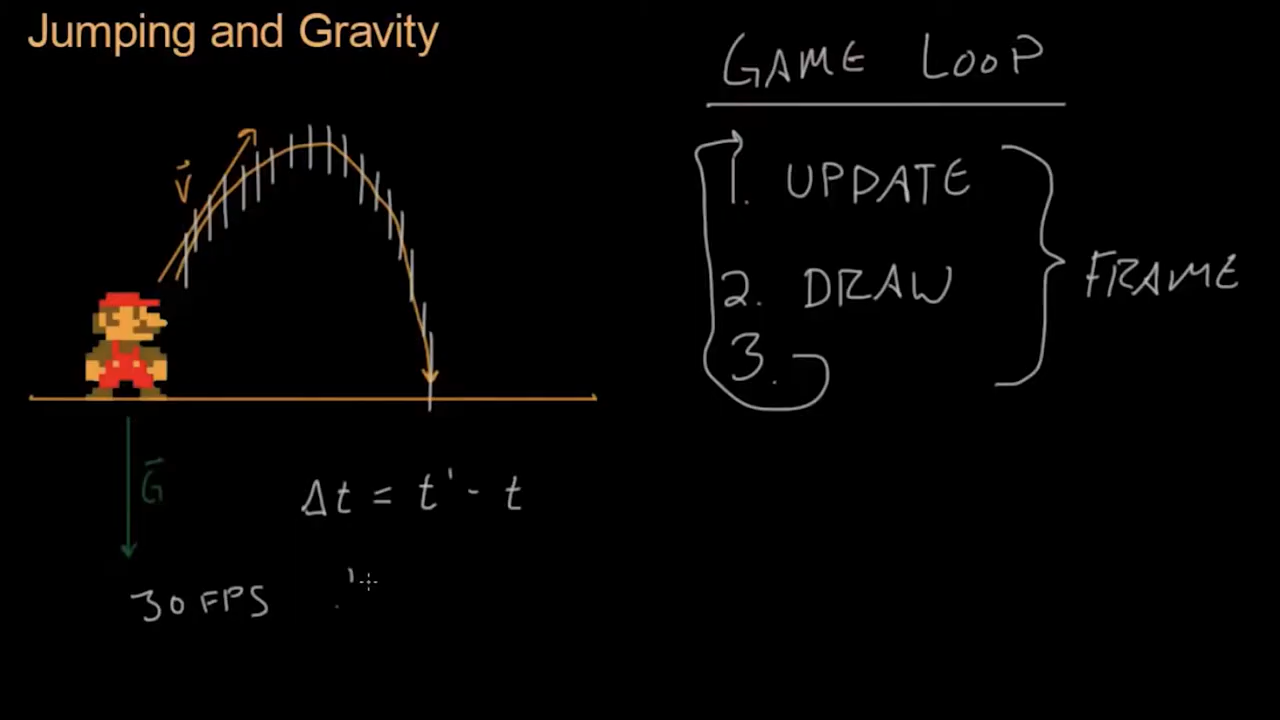 Jumping and Gravity
GAME LOOP
1. UPDATE
2. DRAW
3.
FRAME
V⃗
G⃗
Δt = t' - t
30 FPS